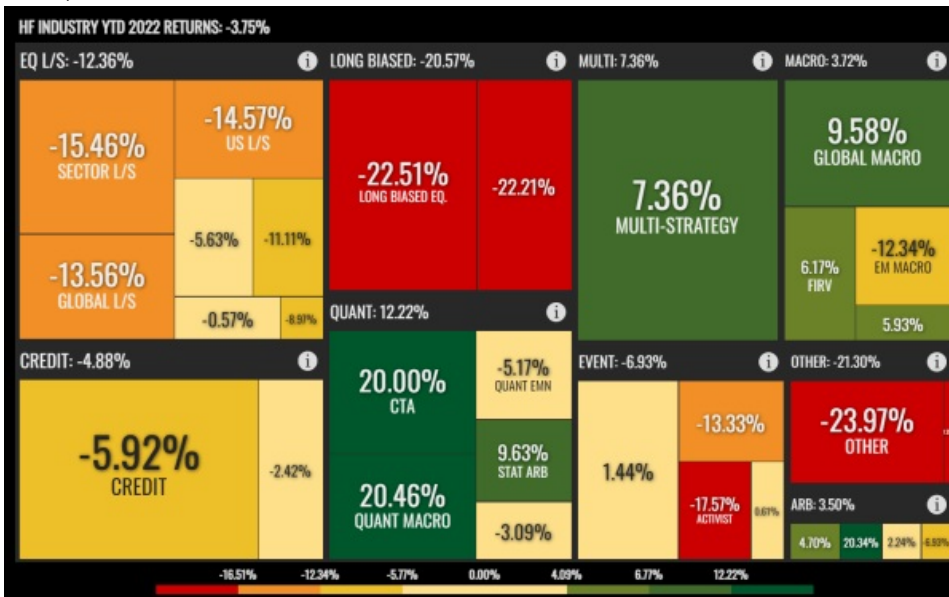 HF INDUSTRY YTD 2022 RETURNS: -3.75%
EQ L/S: -12.36%
-15.46%
SECTOR L/S
-14.57%
US L/S
-13.56%
GLOBAL L/S
-5.63%
-11.11%
-0.57%
-8.97%
LONG BIASED: -20.57%
-22.51%
LONG BIASED EQ.
-22.21%
MULTI: 7.36%
7.36%
MULTI-STRATEGY
MACRO: 3.72%
9.58%
GLOBAL MACRO
6.17%
FIRV
-12.34%
EM MACRO
5.93%
CREDIT: -4.88%
-5.92%
CREDIT
-2.42%
QUANT: 12.22%
20.00%
CTA
-5.17%
QUANT EMN
20.46%
QUANT MACRO
9.63%
STAT ARB
-3.09%
EVENT: -6.93%
1.44%
-13.33%
-17.57%
ACTIVIST
0.61%
OTHER: -21.30%
-23.97%
OTHER
ARB: 3.50%
4.70%
20.34%
2.24%
-6.93%
-16.51% -12.34% -5.77% 0.00% 4.09% 6.77% 12.22%